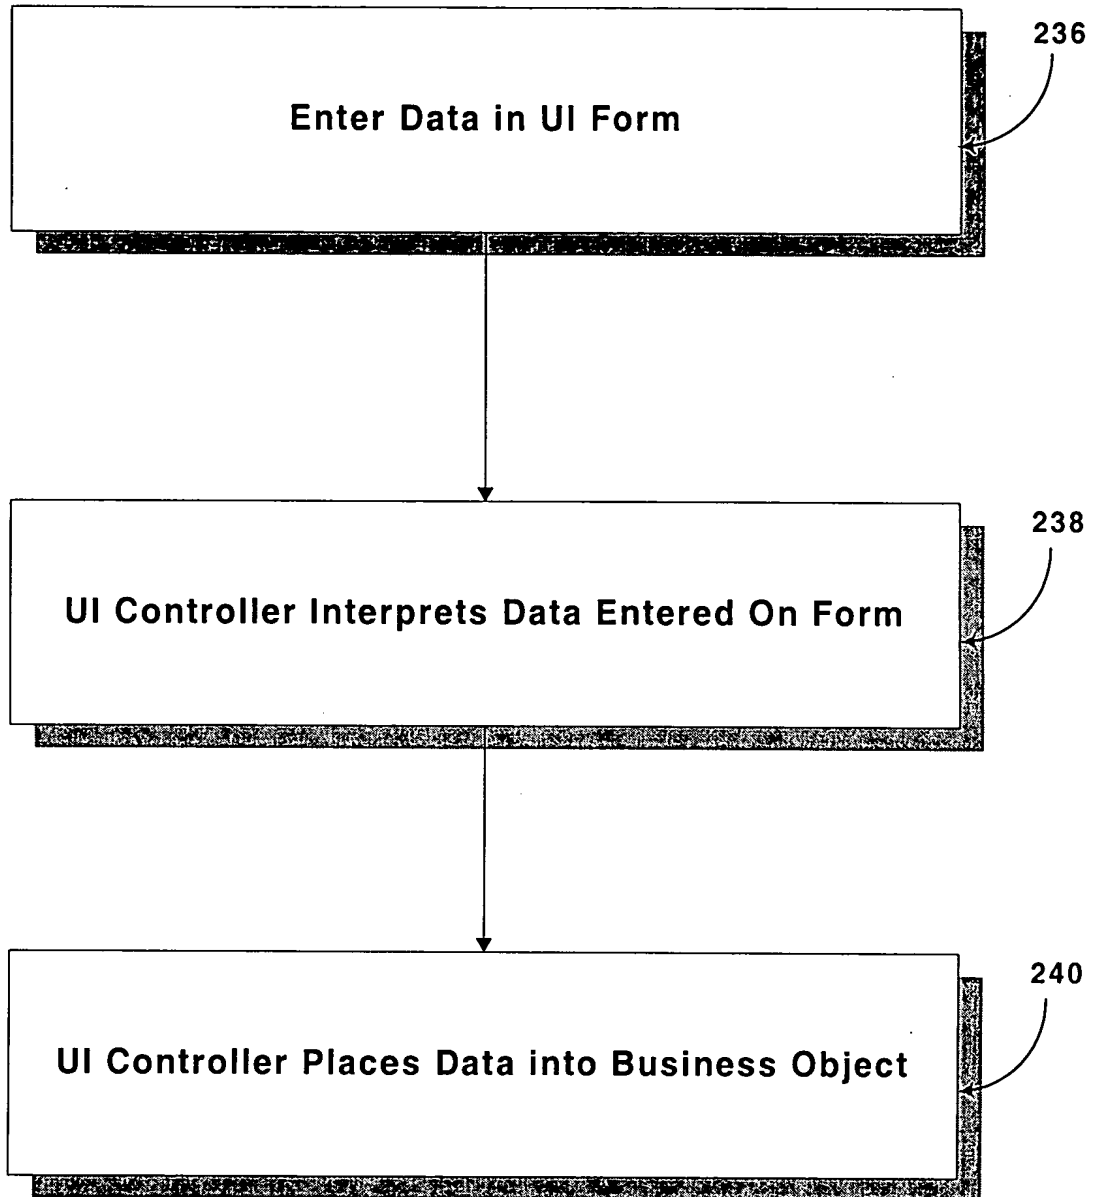 236
Enter Data in UI Form
238
UI Controller Interprets Data Entered On Form
240
UI Controller Places Data into Business Object